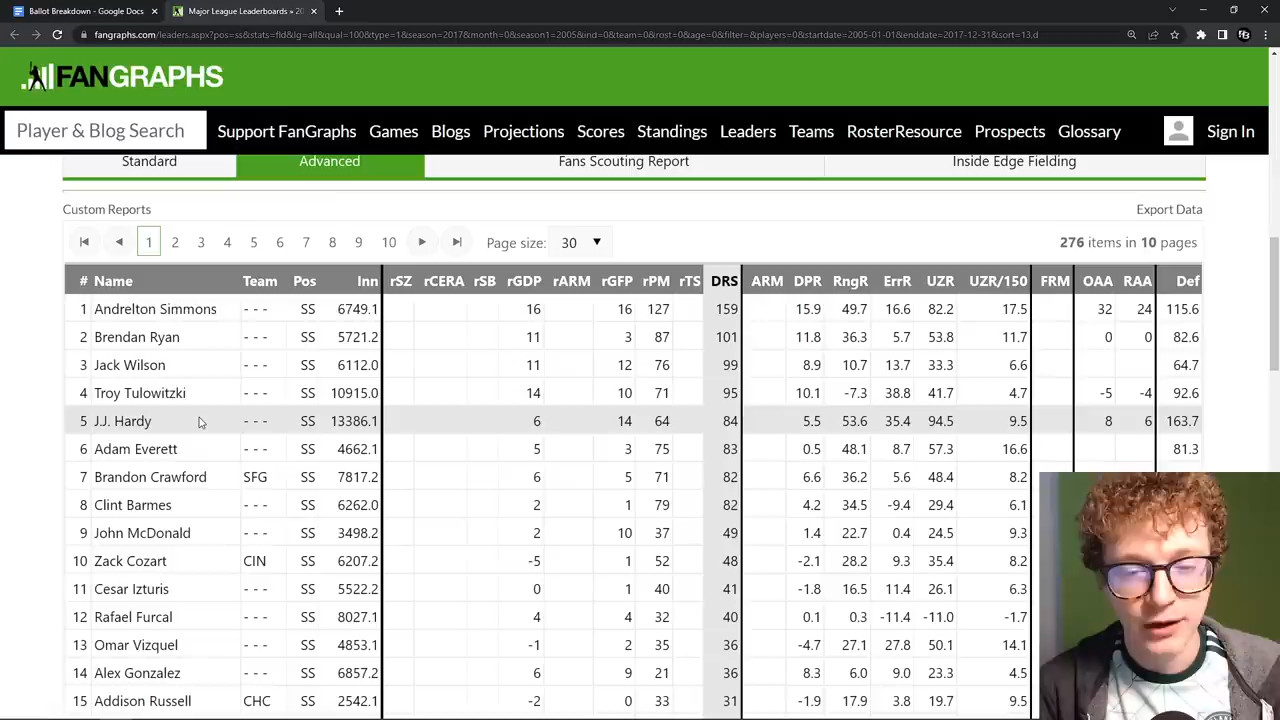 Ballot Breakdown - Google Docs × Major League Leaderboards » 20 × +
fangraphs.com/leaders.aspx?pos=ss&stats=fld&lg=all&qual=100&type=1&season=2017&month=0&season1=2005&ind=0&team=0&rost=0&age=0&filter=&players=0&startdate=2005-01-01&enddate=2017-12-31&sort=13,d
FANGRAPHS
Player & Blog Search Support FanGraphs Games Blogs Projections Scores Standings Leaders Teams RosterResource Prospects Glossary Sign In
Standard Advanced Fans Scouting Report Inside Edge Fielding
Custom Reports Export Data
1 2 3 4 5 6 7 8 9 10 Page size: 30 276 items in 10 pages
# Name Team Pos Inn rSZ rCERA rSB rGDP rARM rGFP rPM rTS DRS ARM DPR RngR ErrR UZR UZR/150 FRM OAA RAA Def
1 Andrelton Simmons - - - SS 6749.1 16 16 127 159 15.9 49.7 16.6 82.2 17.5 32 24 115.6
2 Brendan Ryan - - - SS 5721.2 11 3 87 101 11.8 36.3 5.7 53.8 11.7 0 0 82.6
3 Jack Wilson - - - SS 6112.0 11 12 76 99 8.9 10.7 13.7 33.3 6.6 64.7
4 Troy Tulowitzki - - - SS 10915.0 14 10 71 95 10.1 -7.3 38.8 41.7 4.7 -5 -4 92.6
5 J.J. Hardy - - - SS 13386.1 6 14 64 84 5.5 53.6 35.4 94.5 9.5 8 6 163.7
6 Adam Everett - - - SS 4662.1 5 3 75 83 0.5 48.1 8.7 57.3 16.6 81.3
7 Brandon Crawford SFG SS 7817.2 6 5 71 82 6.6 36.2 5.6 48.4 8.2
8 Clint Barmes - - - SS 6262.0 2 1 79 82 4.2 34.5 -9.4 29.4 6.1
9 John McDonald - - - SS 3498.2 2 10 37 49 1.4 22.7 0.4 24.5 9.3
10 Zack Cozart CIN SS 6207.2 -5 1 52 48 -2.1 28.2 9.3 35.4 8.2
11 Cesar Izturis - - - SS 5522.2 0 1 40 41 -1.8 16.5 11.4 26.1 6.3
12 Rafael Furcal - - - SS 8027.1 4 4 32 40 0.1 0.3 -11.4 -11.0 -1.7
13 Omar Vizquel - - - SS 4853.1 -1 2 35 36 -4.7 27.1 27.8 50.1 14.1
14 Alex Gonzalez - - - SS 6857.2 6 9 21 36 8.3 6.0 9.0 23.3 4.5
15 Addison Russell CHC SS 2542.1 -2 0 33 31 -1.9 17.9 3.8 19.7 9.5